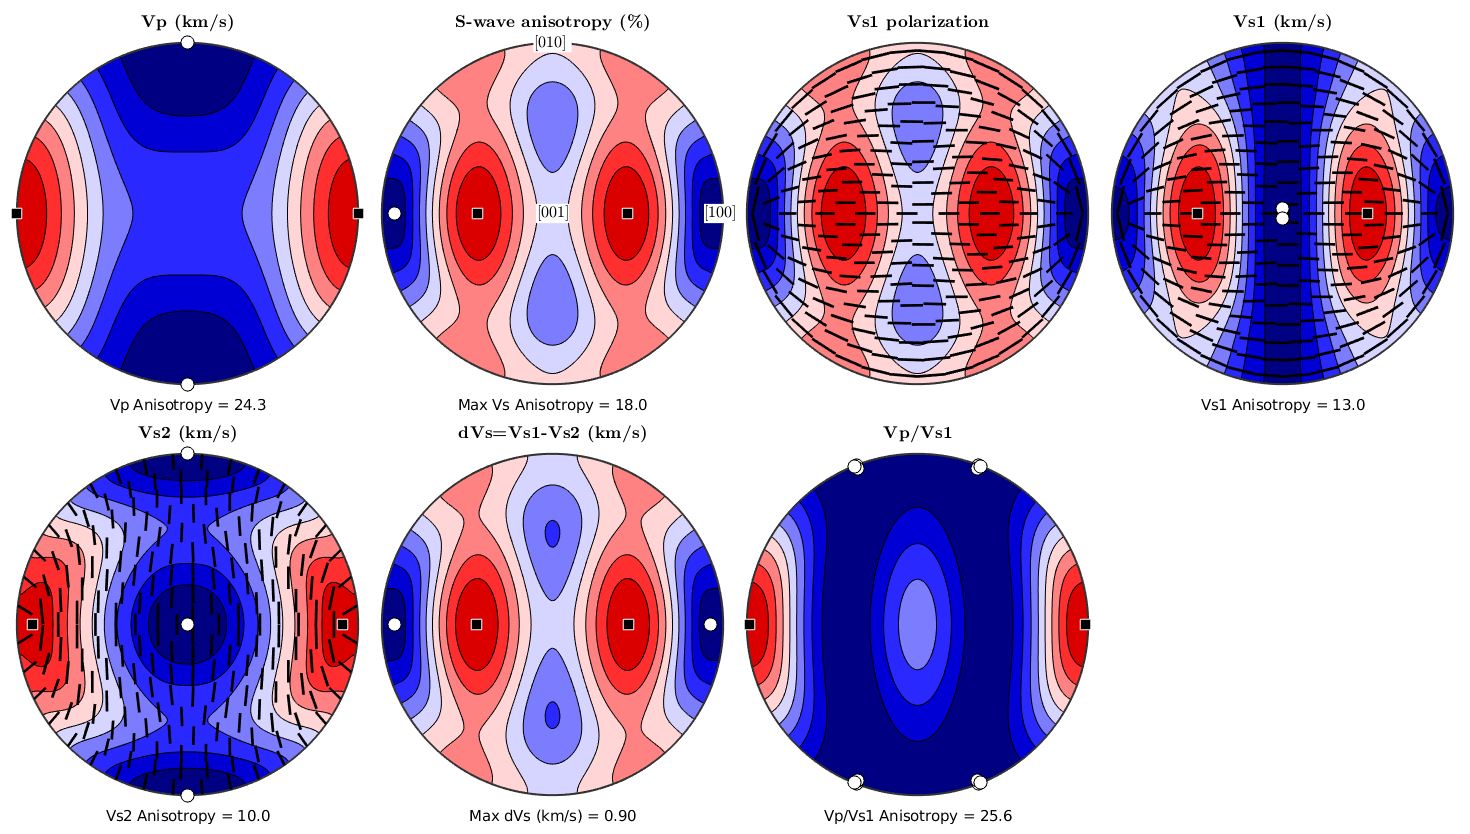 Vp (km/s)
S-wave anisotropy (%)
Vs1 polarization
Vs1 (km/s)
[010]
[001]
[100]
Vp Anisotropy = 24.3
Max Vs Anisotropy = 18.0
Vs1 Anisotropy = 13.0
Vs2 (km/s)
dVs=Vs1-Vs2 (km/s)
Vp/Vs1
Vs2 Anisotropy = 10.0
Max dVs (km/s) = 0.90
Vp/Vs1 Anisotropy = 25.6